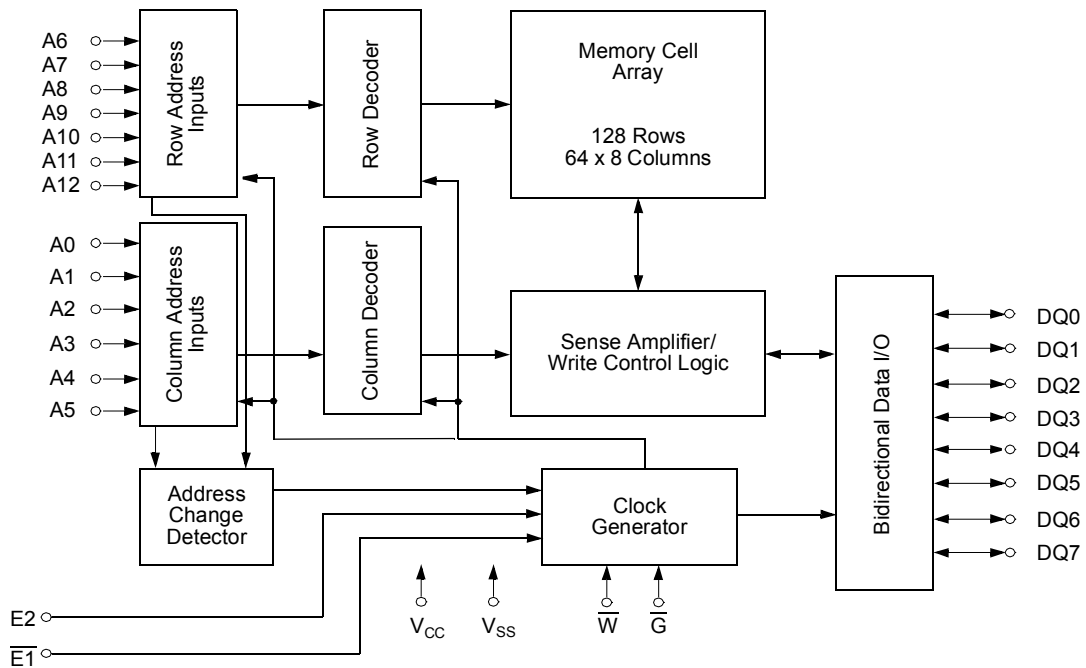 A6
A7
A8
A9
A10
A11
A12
Row Address
Inputs
Row Decoder
Memory Cell
Array
128 Rows
64 x 8 Columns
A0
A1
A2
A3
A4
A5
Column Address
Inputs
Column Decoder
Sense Amplifier/
Write Control Logic
Bidirectional Data I/O
DQ0
DQ1
DQ2
DQ3
DQ4
DQ5
DQ6
DQ7
Address
Change
Detector
Clock
Generator
E2
E̅1̅
VCC
VSS
W̅
G̅